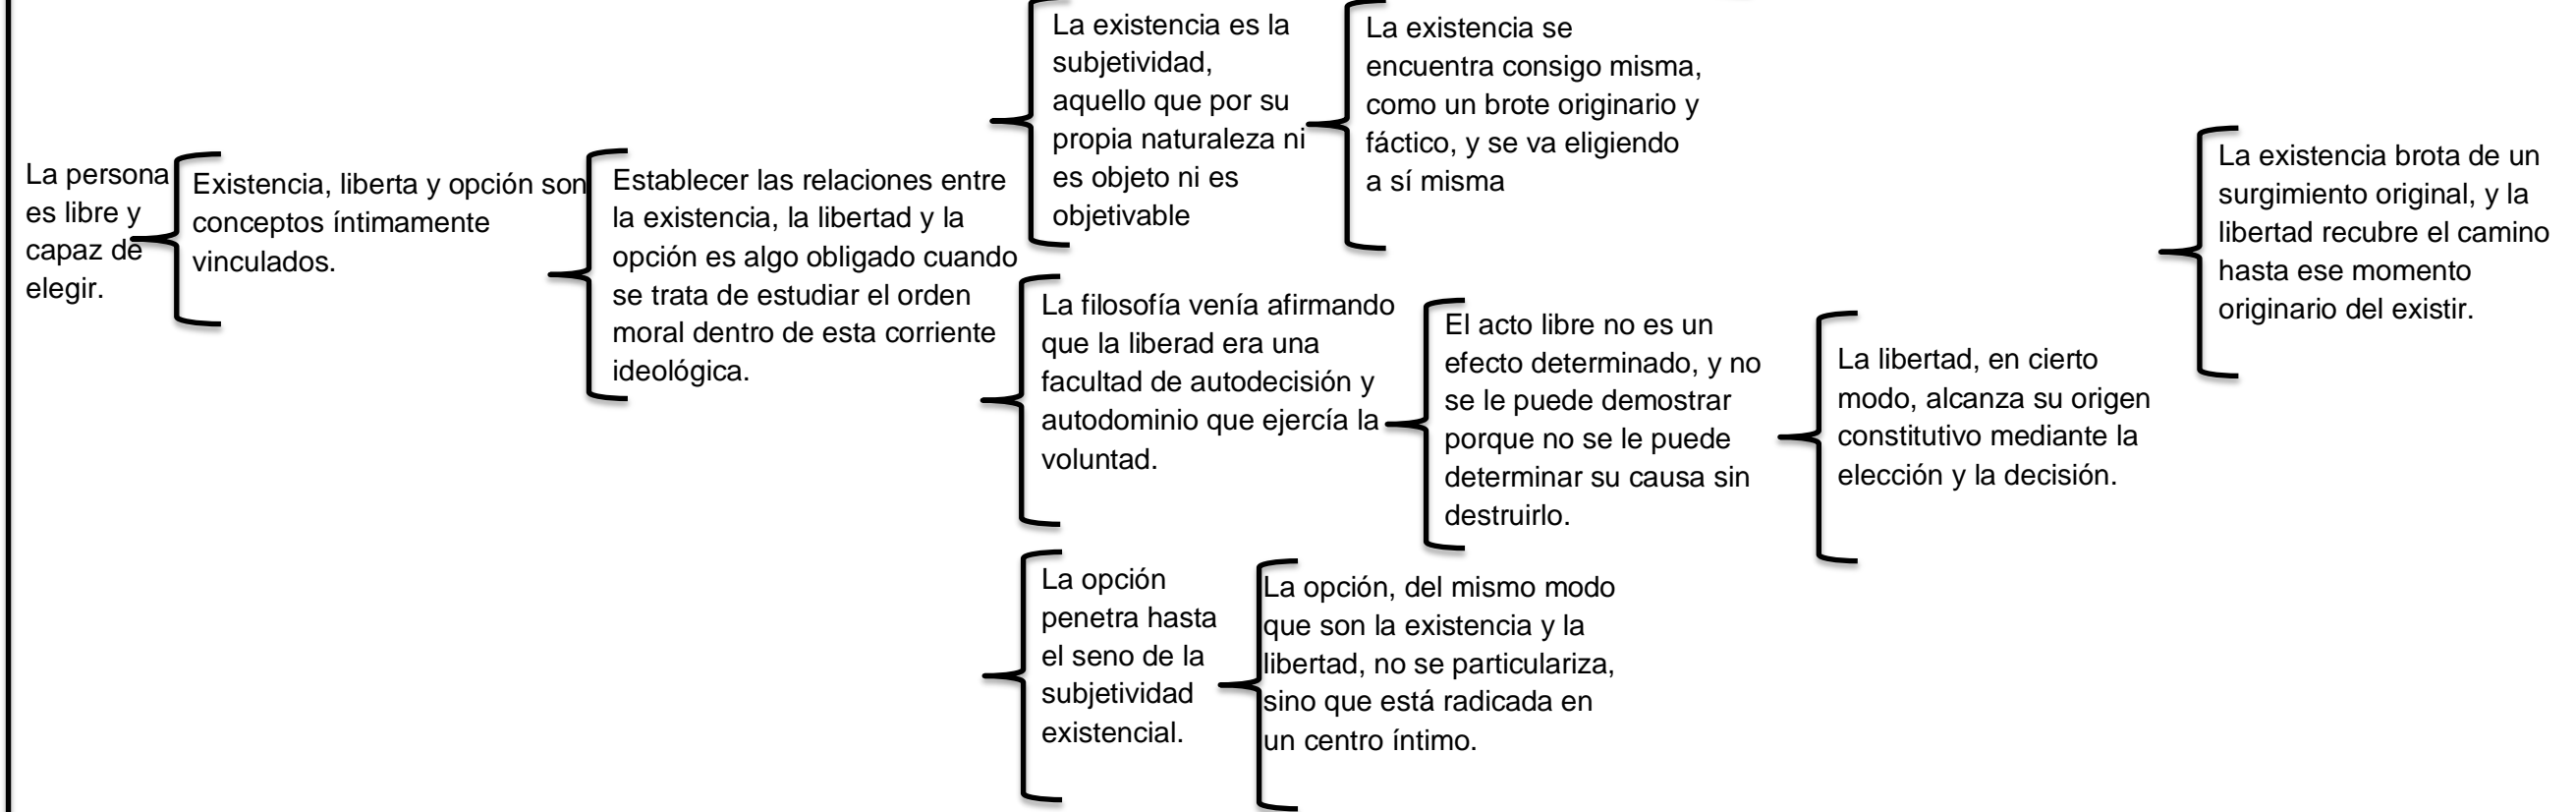 La persona
es libre y
capaz de
elegir.
Existencia, liberta y opción son
conceptos íntimamente
vinculados.
Establecer las relaciones entre
la existencia, la libertad y la
opción es algo obligado cuando
se trata de estudiar el orden
moral dentro de esta corriente
ideológica.
La existencia es la
subjetividad,
aquello que por su
propia naturaleza ni
es objeto ni es
objetivable
La existencia se
encuentra consigo misma,
como un brote originario y
fáctico, y se va eligiendo
a sí misma
La filosofía venía afirmando
que la liberad era una
facultad de autodecisión y
autodominio que ejercía la
voluntad.
El acto libre no es un
efecto determinado, y no
se le puede demostrar
porque no se le puede
determinar su causa sin
destruirlo.
La libertad, en cierto
modo, alcanza su origen
constitutivo mediante la
elección y la decisión.
La existencia brota de un
surgimiento original, y la
libertad recubre el camino
hasta ese momento
originario del existir.
La opción
penetra hasta
el seno de la
subjetividad
existencial.
La opción, del mismo modo
que son la existencia y la
libertad, no se particulariza,
sino que está radicada en
un centro íntimo.